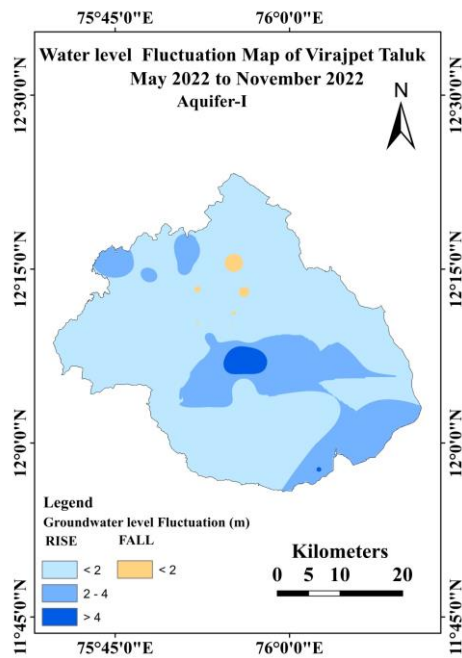 75°45'0"E 76°0'0"E
Water level Fluctuation Map of Virajpet Taluk
May 2022 to November 2022
Aquifer-I
N
12°30'0"N
12°30'0"N
12°15'0"N
12°15'0"N
12°0'0"N
12°0'0"N
11°45'0"N
11°45'0"N
Legend
Groundwater level Fluctuation (m)
RISE FALL
< 2 < 2
2 - 4
> 4
Kilometers
0 5 10 20
75°45'0"E 76°0'0"E